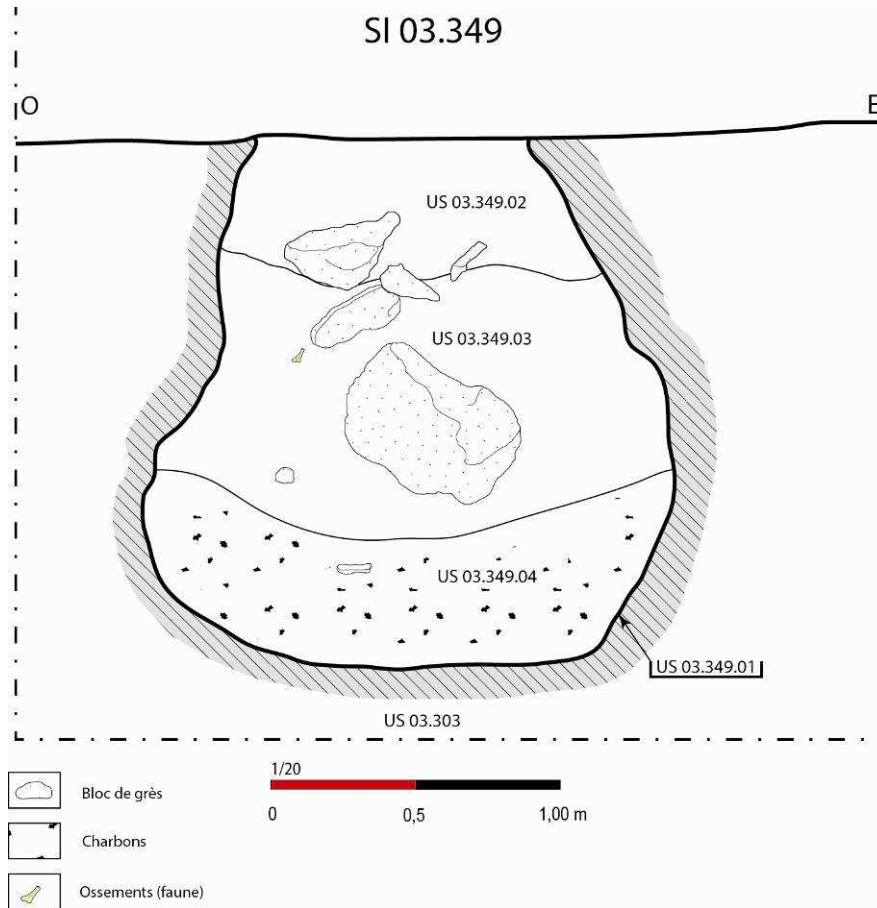 SI 03.349
O E
US 03.349.02
US 03.349.03
US 03.349.04
US 03.349.01
US 03.303
1/20
0 0,5 1,00 m
Bloc de grès
Charbons
Ossements (faune)